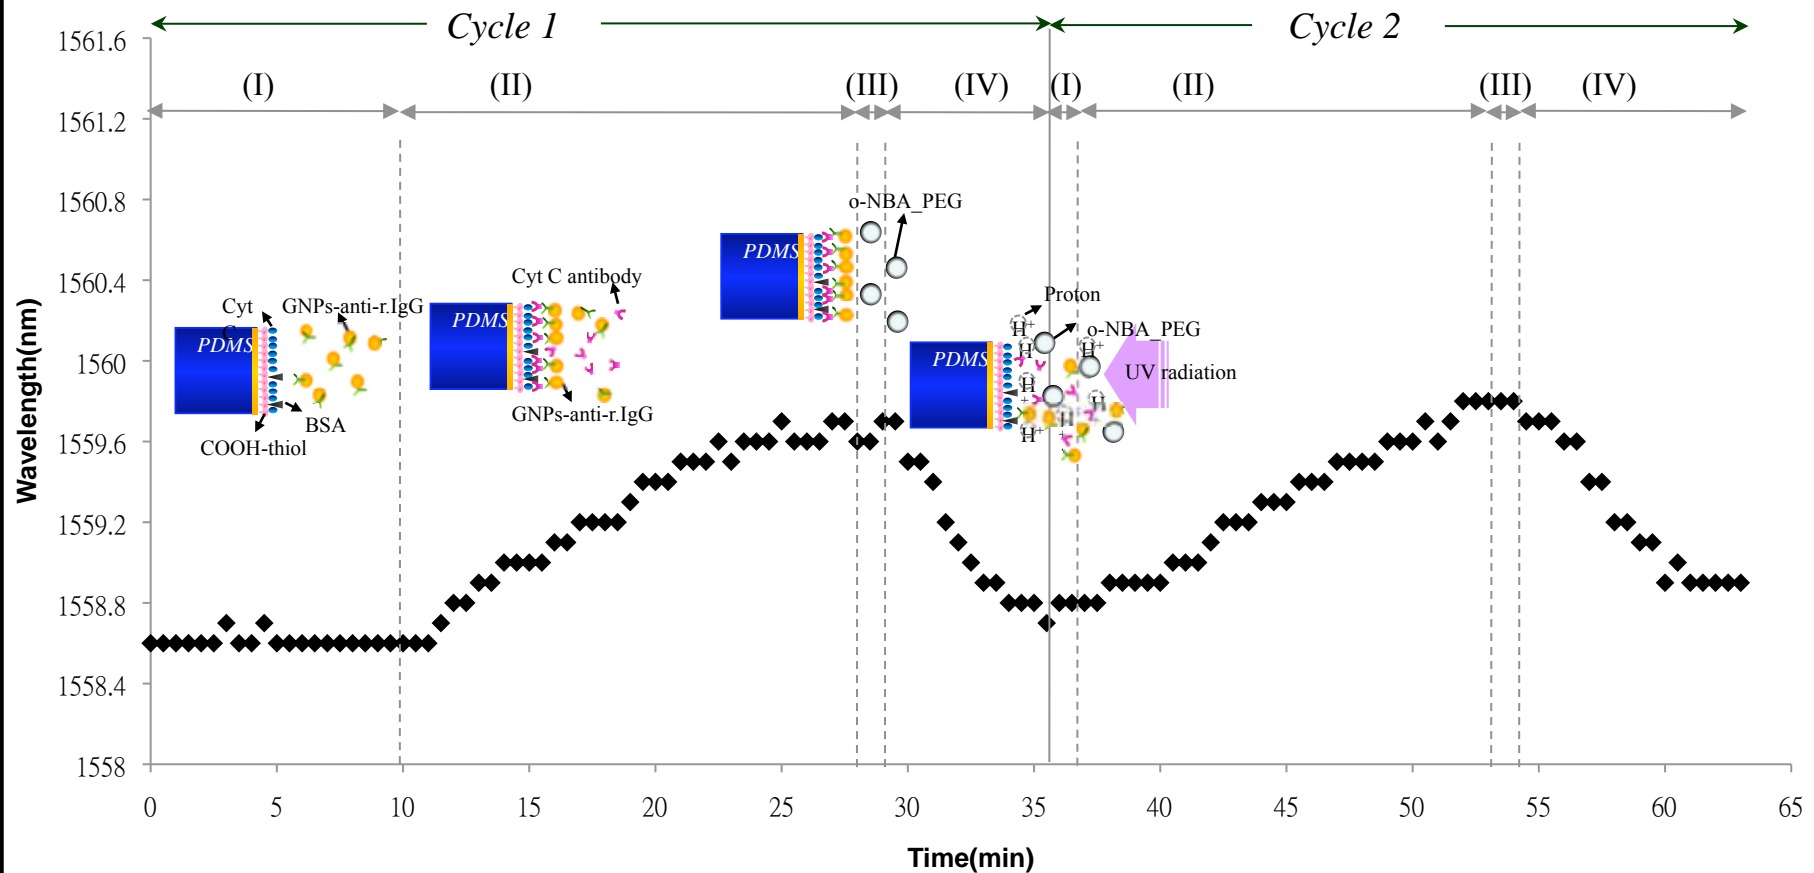 Cycle 1
Cycle 2
1561.6
(I)
(II)
(III)
(IV)
(I)
(II)
(III)
(IV)
1561.2
1560.8
o-NBA_PEG
PDMS
1560.4
Cyt C antibody
Cyt
C
GNPs-anti-r.IgG
PDMS
Proton
H+
o-NBA_PEG
PDMS
H
H+
1560
PDMS
UV radiation
H
+
H
GNPs-anti-r.IgG
BSA
H
+
H+
COOH-thiol
1559.6
Wavelength(nm)
1559.2
1558.8
1558.4
1558
0 5 10 15 20 25 30 35 40 45 50 55 60 65
Time(min)